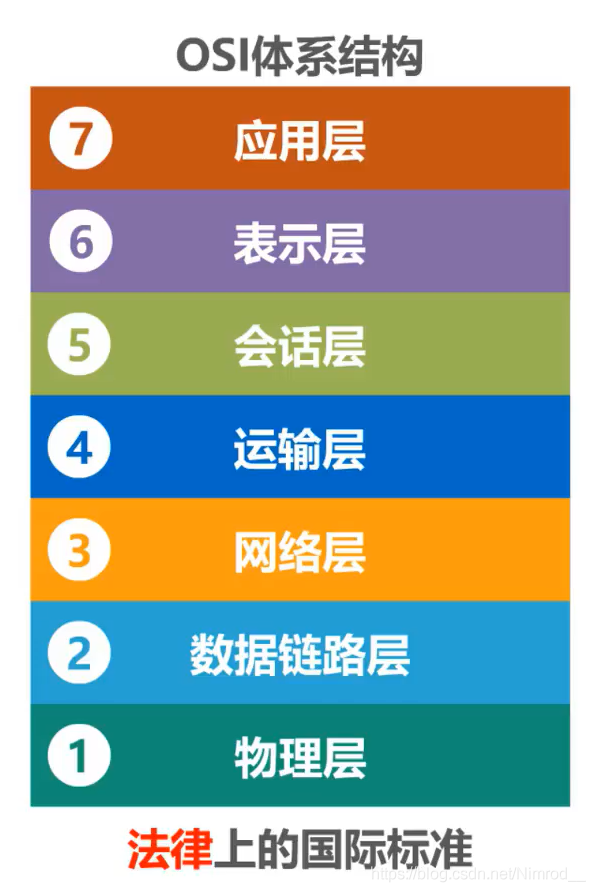 OSI体系结构
7 应用层
6 表示层
5 会话层
4 运输层
3 网络层
2 数据链路层
1 物理层
法律上的国际标准
https://blog.csdn.net/Nimrod__